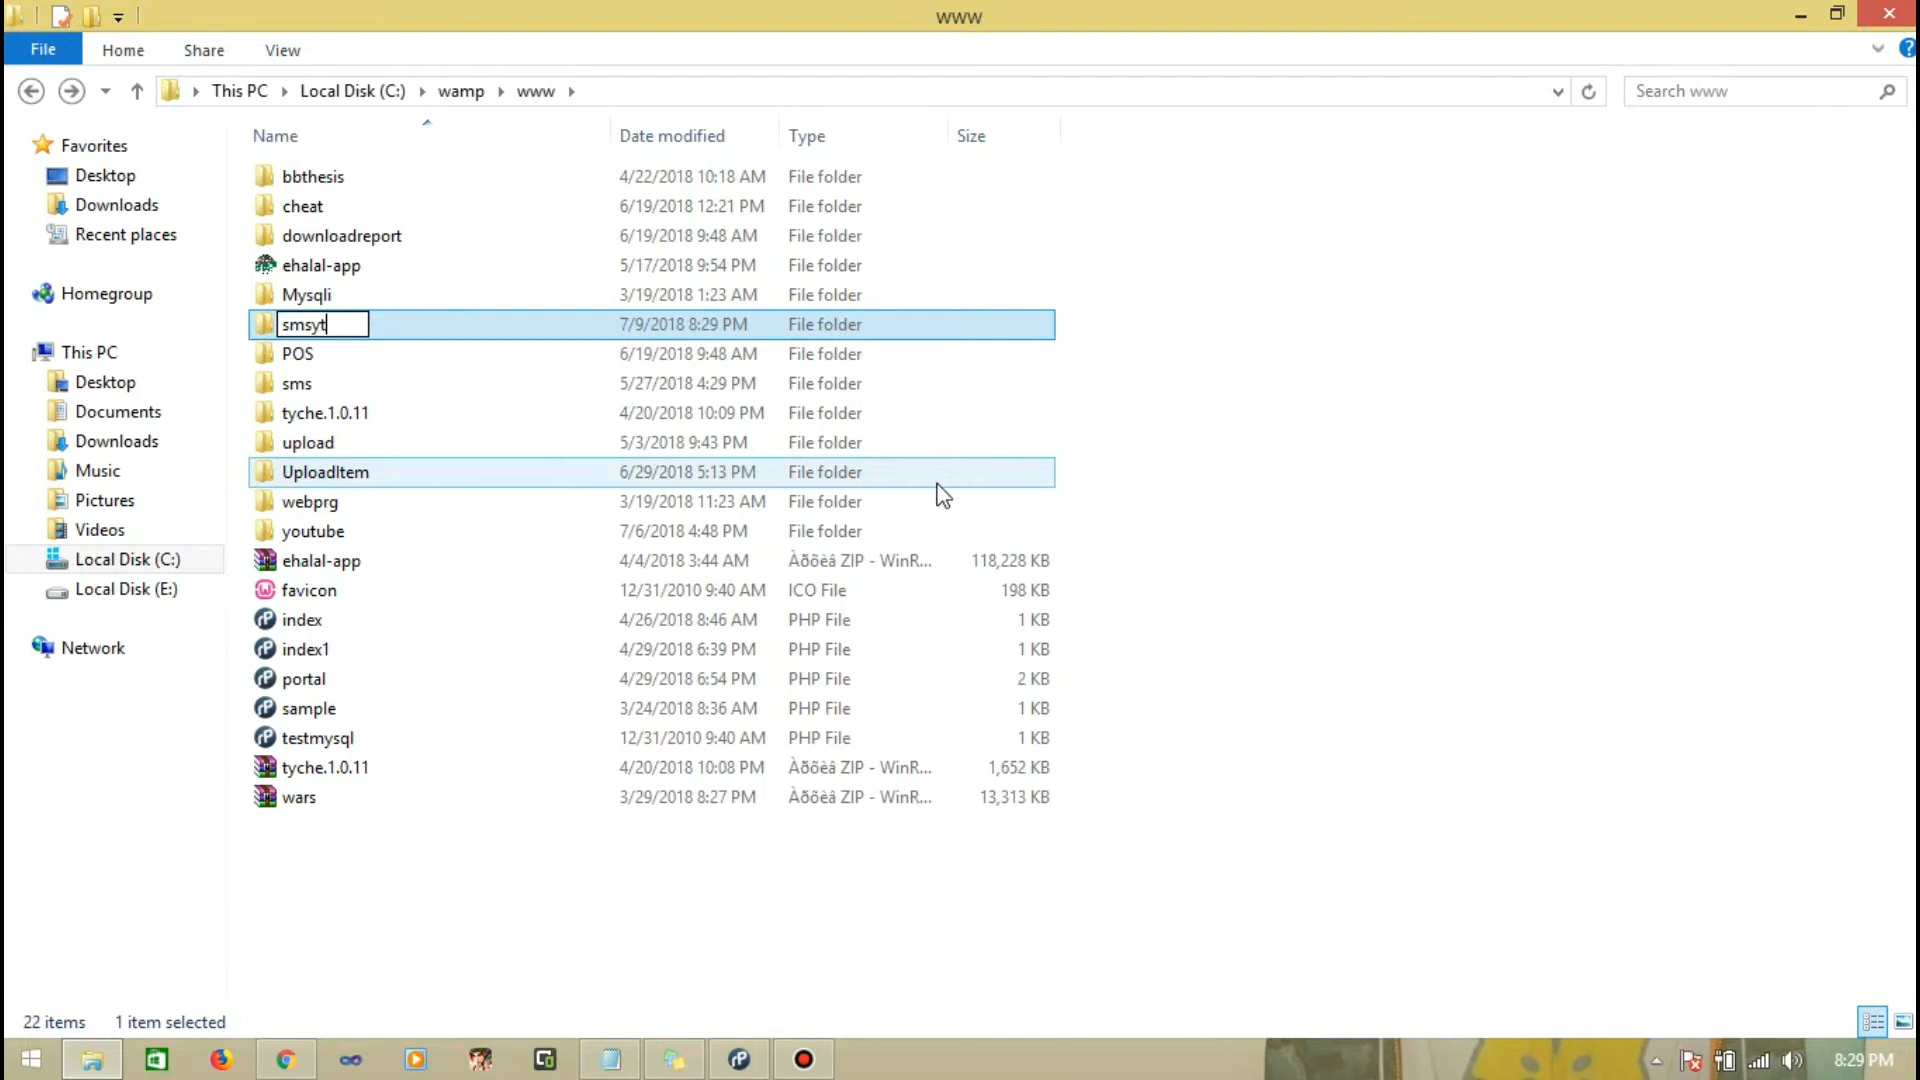 www
File Home Share View
This PC Local Disk (C:) wamp www Search www
Name Date modified Type Size
Favorites
Desktop
Downloads
Recent places
Homegroup
This PC
Desktop
Documents
Downloads
Music
Pictures
Videos
Local Disk (C:)
Local Disk (E:)
Network
bbthesis 4/22/2018 10:18 AM File folder
cheat 6/19/2018 12:21 PM File folder
downloadreport 6/19/2018 9:48 AM File folder
ehalal-app 5/17/2018 9:54 PM File folder
Mysqli 3/19/2018 1:23 AM File folder
smsyt 7/9/2018 8:29 PM File folder
POS 6/19/2018 9:48 AM File folder
sms 5/27/2018 4:29 PM File folder
tyche.1.0.11 4/20/2018 10:09 PM File folder
upload 5/3/2018 9:43 PM File folder
UploadItem 6/29/2018 5:13 PM File folder
webprg 3/19/2018 11:23 AM File folder
youtube 7/6/2018 4:48 PM File folder
ehalal-app 4/4/2018 3:44 AM Àðõèâ ZIP - WinR... 118,228 KB
favicon 12/31/2010 9:40 AM ICO File 198 KB
index 4/26/2018 8:46 AM PHP File 1 KB
index1 4/29/2018 6:39 PM PHP File 1 KB
portal 4/29/2018 6:54 PM PHP File 2 KB
sample 3/24/2018 8:36 AM PHP File 1 KB
testmysql 12/31/2010 9:40 AM PHP File 1 KB
tyche.1.0.11 4/20/2018 10:08 PM Àðõèâ ZIP - WinR... 1,652 KB
wars 3/29/2018 8:27 PM Àðõèâ ZIP - WinR... 13,313 KB
22 items 1 item selected
8:29 PM